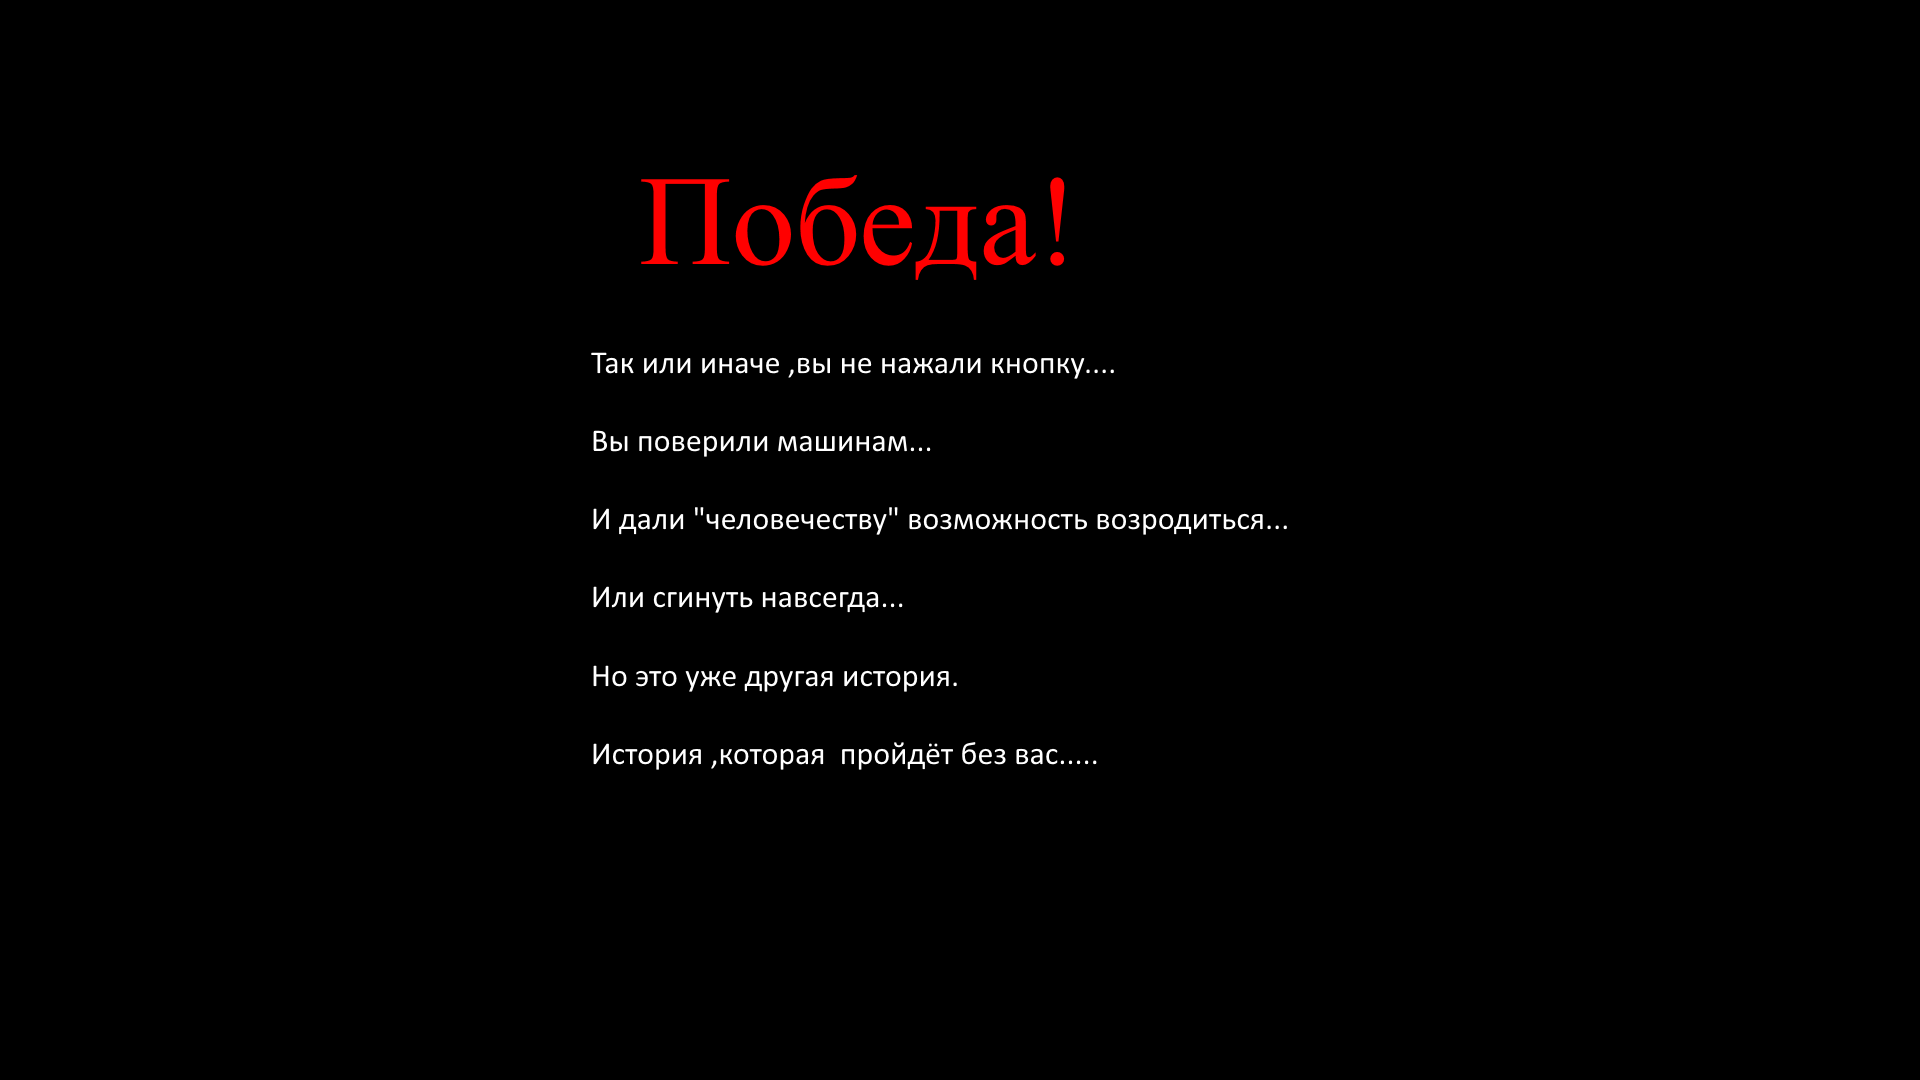 Победа!
Так или иначе ,вы не нажали кнопку....
Вы поверили машинам...
И дали "человечеству" возможность возродиться...
Или сгинуть навсегда...
Но это уже другая история.
История ,которая  пройдёт без вас.....